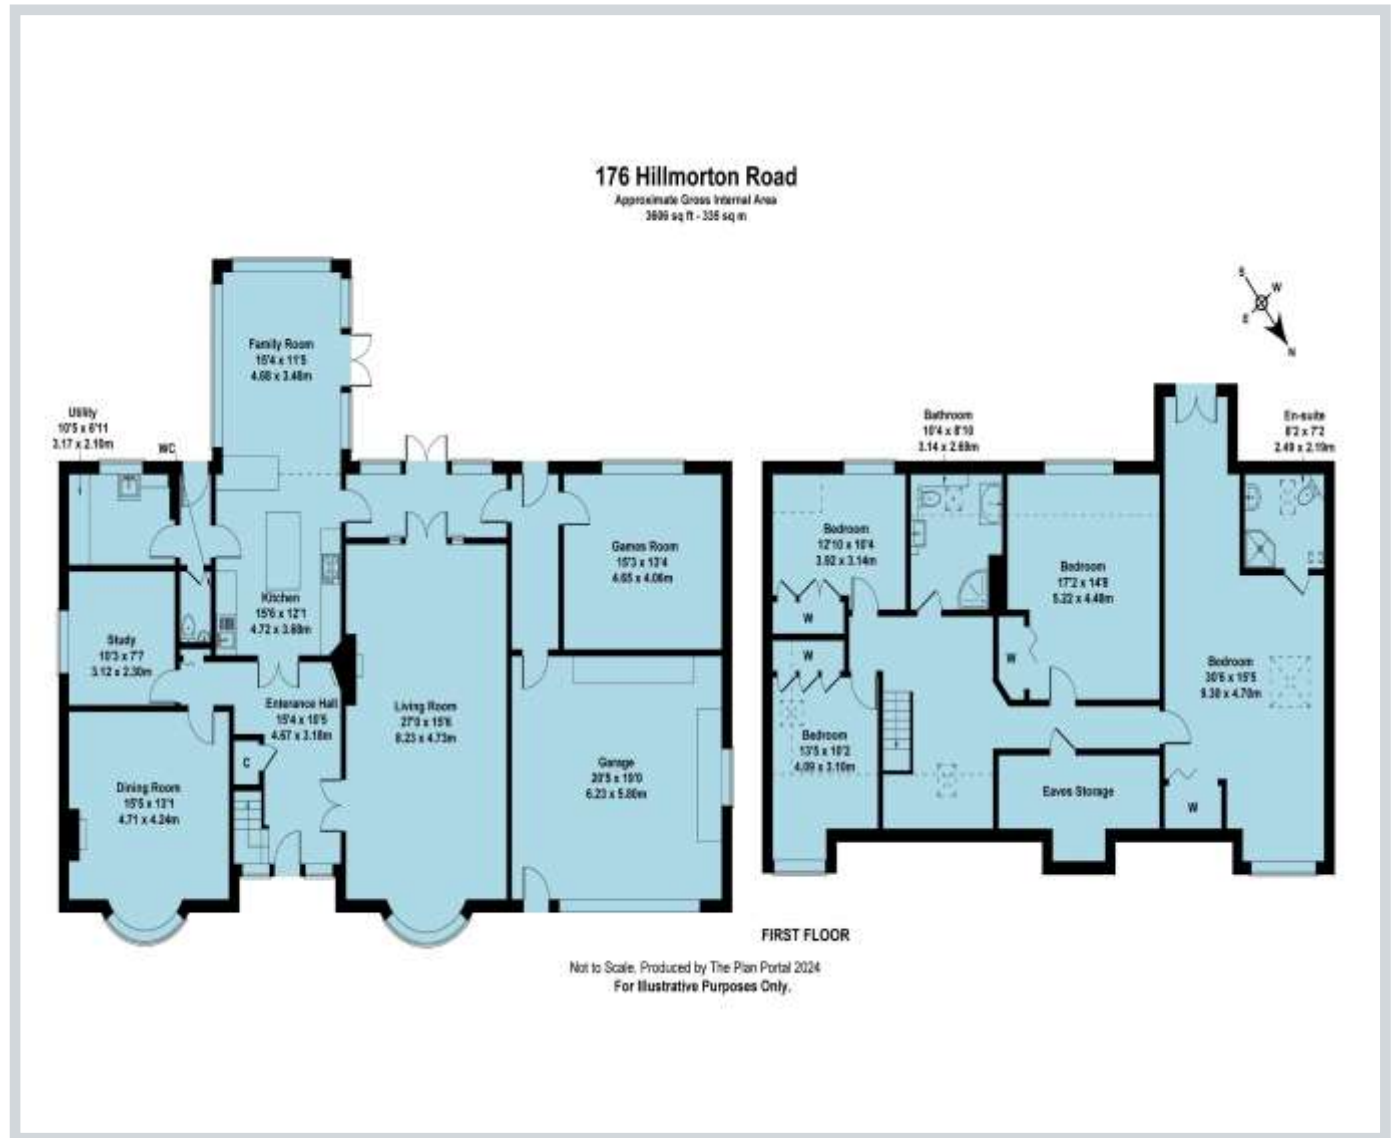 176 Hillmorton Road
Approximate Gross Internal Area
3606 sq ft - 335 sq m
S
W
E
N
Family Room
15'4 x 11'5
4.68 x 3.48m
Utility
10'5 x 6'11
3.17 x 2.10m
WC
Games Room
15'3 x 13'4
4.65 x 4.06m
Kitchen
15'6 x 12'1
4.72 x 3.68m
Study
10'3 x 7'7
3.12 x 2.30m
Enterance Hall
15'4 x 10'5
4.67 x 3.18m
Living Room
27'0 x 15'6
8.23 x 4.73m
C
Dining Room
15'5 x 13'1
4.71 x 4.24m
Garage
20'5 x 19'0
6.23 x 5.80m
Bathroom
10'4 x 8'10
3.14 x 2.69m
En-suite
8'2 x 7'2
2.49 x 2.19m
Bedroom
12'10 x 10'4
3.92 x 3.14m
W
Bedroom
17'2 x 14'8
5.22 x 4.48m
W
W
Bedroom
30'6 x 15'5
9.30 x 4.70m
Bedroom
13'5 x 10'2
4.09 x 3.10m
Eaves Storage
W
FIRST FLOOR
Not to Scale. Produced by The Plan Portal 2024
For Illustrative Purposes Only.